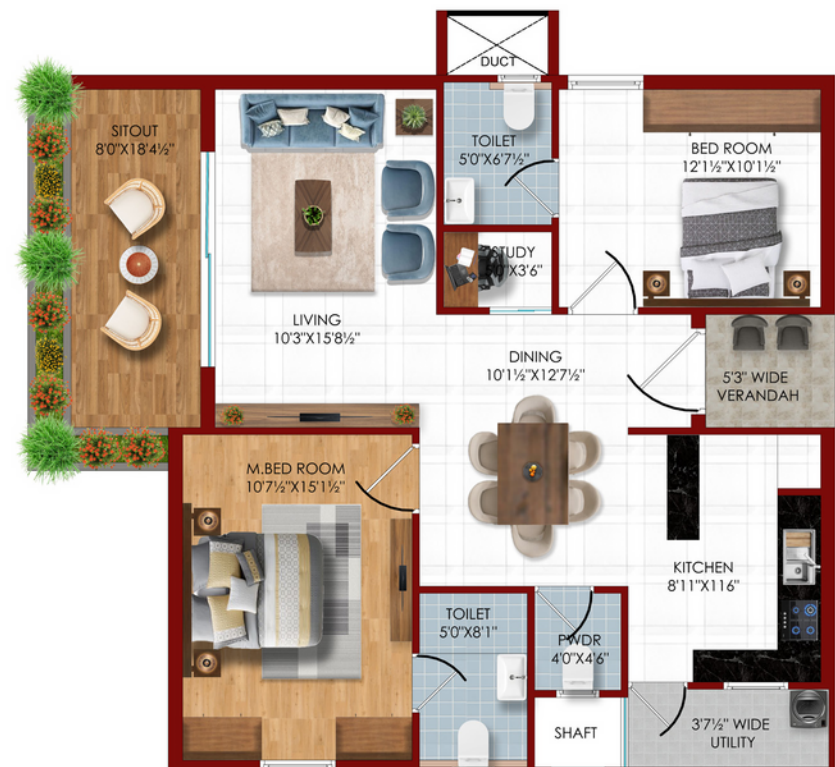 DUCT
SITOUT
8'0"X18'4½"
TOILET
5'0"X6'7½"
BED ROOM
12'1½"X10'1½"
STUDY
X3'6"
LIVING
10'3"X15'8½"
DINING
10'1½"X12'7½"
5'3" WIDE
VERANDAH
M.BED ROOM
10'7½"X15'1½"
KITCHEN
8'11"X116"
TOILET
5'0"X8'1"
PWDR
4'0"X4'6"
SHAFT
3'7½" WIDE
UTILITY